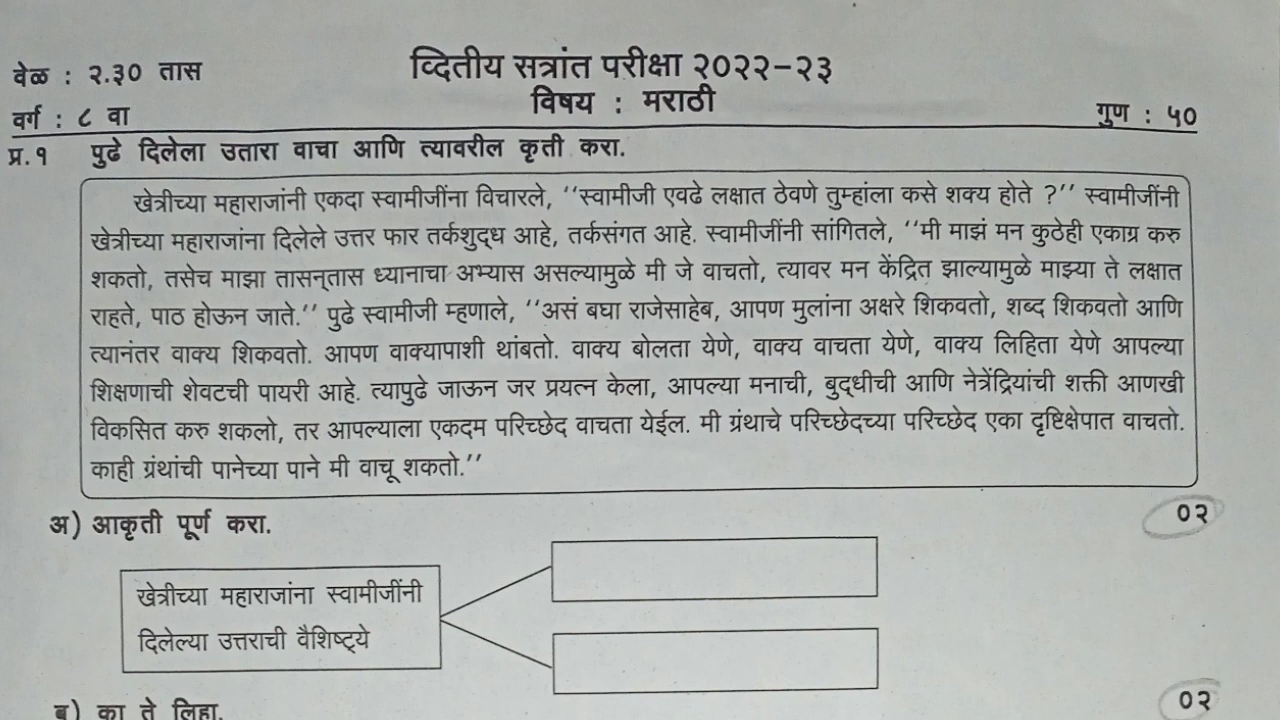 वेळ : २.३० तास
व्दितीय सत्रांत परीक्षा २०२२-२३
वर्ग : ८ वा
विषय : मराठी
गुण : ५०
प्र.१ पुढे दिलेला उतारा वाचा आणि त्यावरील कृती करा.
खेत्रीच्या महाराजांनी एकदा स्वामीजींना विचारले, ‘‘स्वामीजी एवढे लक्षात ठेवणे तुम्हांला कसे शक्य होते ?’’ स्वामीजींनी
खेत्रीच्या महाराजांना दिलेले उत्तर फार तर्कशुद्ध आहे, तर्कसंगत आहे. स्वामीजींनी सांगितले, ‘‘मी माझं मन कुठेही एकाग्र करु
शकतो, तसेच माझा तासन्‌तास ध्यानाचा अभ्यास असल्यामुळे मी जे वाचतो, त्यावर मन केंद्रित झाल्यामुळे माझ्या ते लक्षात
राहते, पाठ होऊन जाते.’’ पुढे स्वामीजी म्हणाले, ‘‘असं बघा राजेसाहेब, आपण मुलांना अक्षरे शिकवतो, शब्द शिकवतो आणि
त्यानंतर वाक्य शिकवतो. आपण वाक्यापाशी थांबतो. वाक्य बोलता येणे, वाक्य वाचता येणे, वाक्य लिहिता येणे आपल्या
शिक्षणाची शेवटची पायरी आहे. त्यापुढे जाऊन जर प्रयत्न केला, आपल्या मनाची, बुद्धीची आणि नेत्रेंद्रियांची शक्ती आणखी
विकसित करु शकलो, तर आपल्याला एकदम परिच्छेद वाचता येईल. मी ग्रंथाचे परिच्छेदच्या परिच्छेद एका दृष्टिक्षेपात वाचतो.
काही ग्रंथांची पानेच्या पाने मी वाचू शकतो.’’
अ) आकृती पूर्ण करा. ०२
खेत्रीच्या महाराजांना स्वामीजींनी
दिलेल्या उत्तराची वैशिष्ट्ये
ब) का ते लिहा. ०२